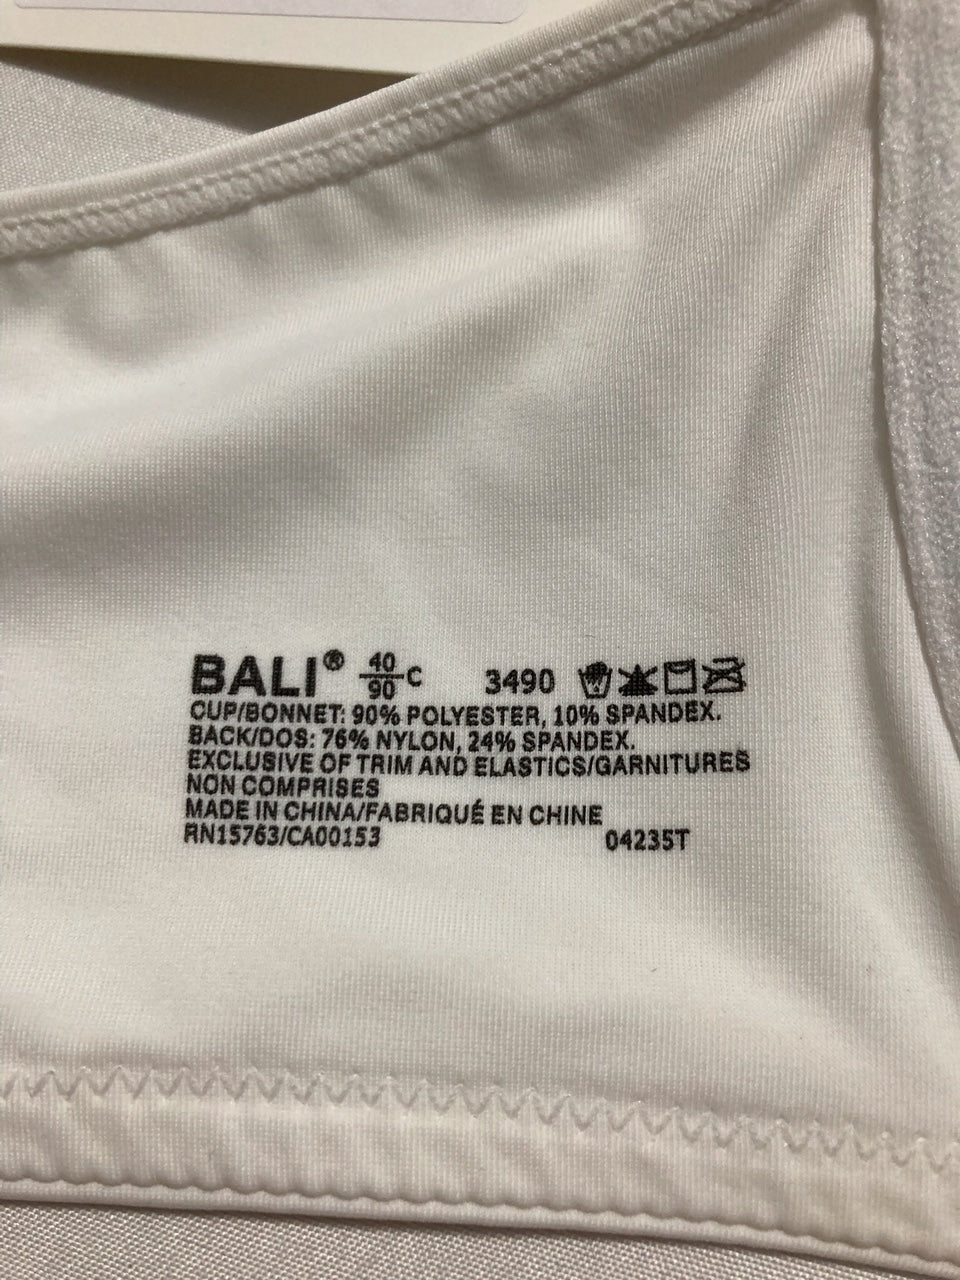 BALI® 40/90 C 3490
CUP/BONNET: 90% POLYESTER, 10% SPANDEX.
BACK/DOS: 76% NYLON, 24% SPANDEX.
EXCLUSIVE OF TRIM AND ELASTICS/GARNITURES
NON COMPRISES
MADE IN CHINA/FABRIQUÉ EN CHINE
RN15763/CA00153 04235T